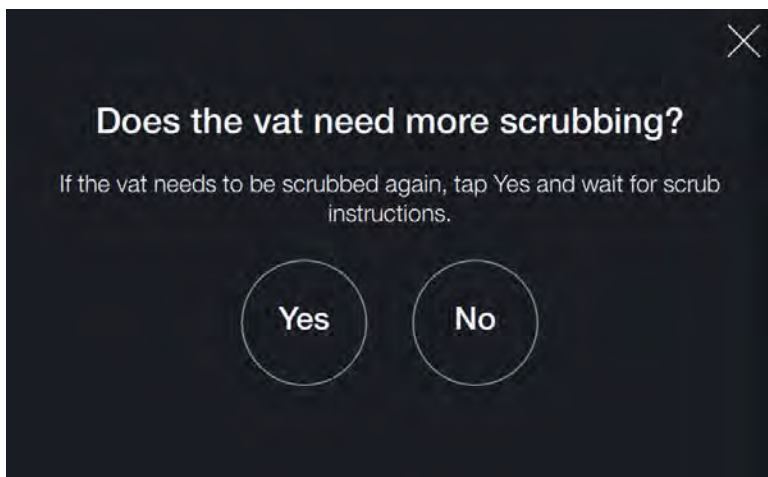 Does the vat need more scrubbing?
If the vat needs to be scrubbed again, tap Yes and wait for scrub
instructions.
Yes
No